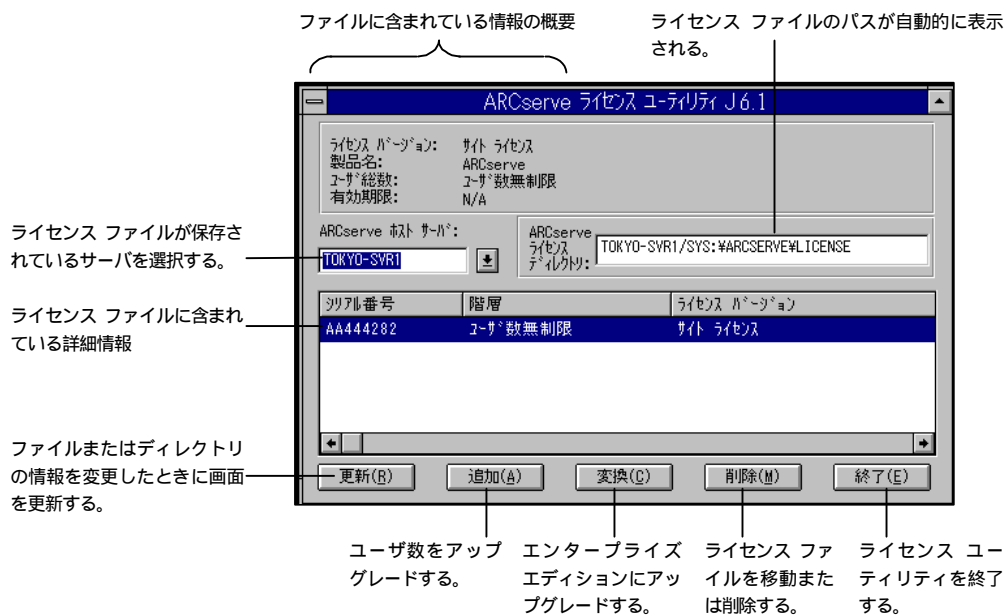 ファイルに含まれている情報の概要
ライセンス ファイルのパスが自動的に表示
される。
ARCserve ライセンス ユーティリティ J6.1
ライセンス バージョン: サイト ライセンス
製品名: ARCserve
ユーザ総数: ユーザ数無制限
有効期限: N/A
ライセンス ファイルが保存さ
れているサーバを選択する。
ARCserve ホスト サーバ:
TOKYO-SVR1
ARCserve
ライセンス
ディレクトリ:
TOKYO-SVR1/SYS:¥ARCSERVE¥LICENSE
ライセンス ファイルに含まれ
ている詳細情報
シリアル番号 階層 ライセンス バージョン
AA444282 ユーザ数無制限 サイト ライセンス
ファイルまたはディレクトリ
の情報を変更したときに画面
を更新する。
更新(R) 追加(A) 変換(C) 削除(M) 終了(E)
ユーザ数をアップ
グレードする。
エンタープライズ
エディションにアッ
プグレードする。
ライセンス ファ
イルを移動また
は削除する。
ライセンス ユー
ティリティを終了
する。